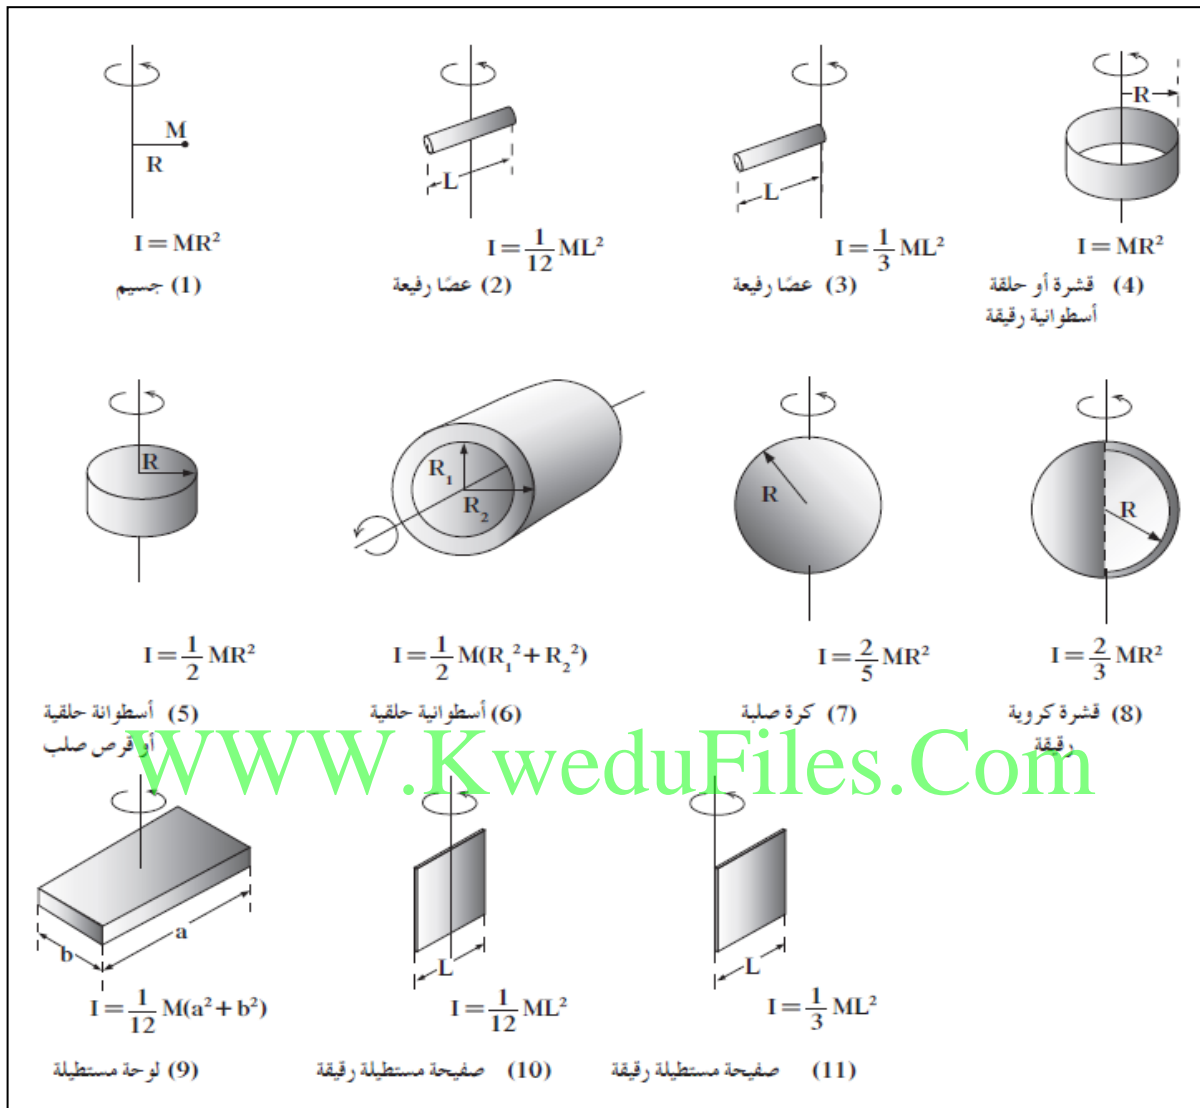 M
R
I = MR²
(1) جسيم
L
I = 1/12 ML²
(2) عصًا رفيعة
L
I = 1/3 ML²
(3) عصًا رفيعة
R
I = MR²
(4) قشرة أو حلقة
أسطوانية رقيقة
R
I = 1/2 MR²
(5) أسطوانة حلقية
أو قرص صلب
R₁
R₂
I = 1/2 M(R₁² + R₂²)
(6) أسطوانية حلقية
R
I = 2/5 MR²
(7) كرة صلبة
R
I = 2/3 MR²
(8) قشرة كروية
رقيقة
WWW.KweduFiles.Com
b
a
I = 1/12 M(a² + b²)
(9) لوحة مستطيلة
L
I = 1/12 ML²
(10) صفيحة مستطيلة رقيقة
L
I = 1/3 ML²
(11) صفيحة مستطيلة رقيقة